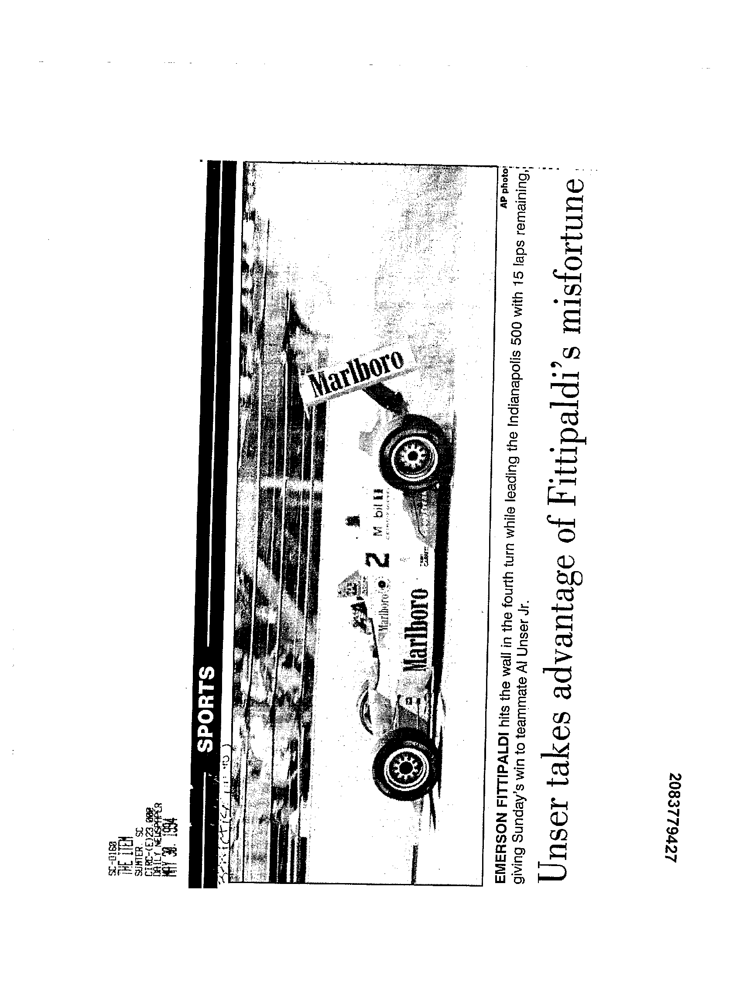 SC-0160
THE ITEM
SUMTER, SC
CIRC-(E)23,000
DAILY NEWSPAPER
MAY 30, 1994
SPORTS
Marlboro
2
M bil
Marlboro
Marlboro
AP photo
EMERSON FITTIPALDI hits the wall in the fourth turn while leading the Indianapolis 500 with 15 laps remaining,
giving Sunday's win to teammate Al Unser Jr.
Unser takes advantage of Fittipaldi's misfortune
2083779427